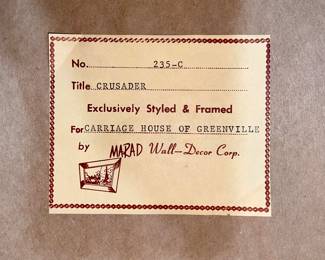 No. 235-C
Title CRUSADER
Exclusively Styled & Framed
For CARRIAGE HOUSE OF GREENVILLE
by MARAD Wall-Decor Corp.